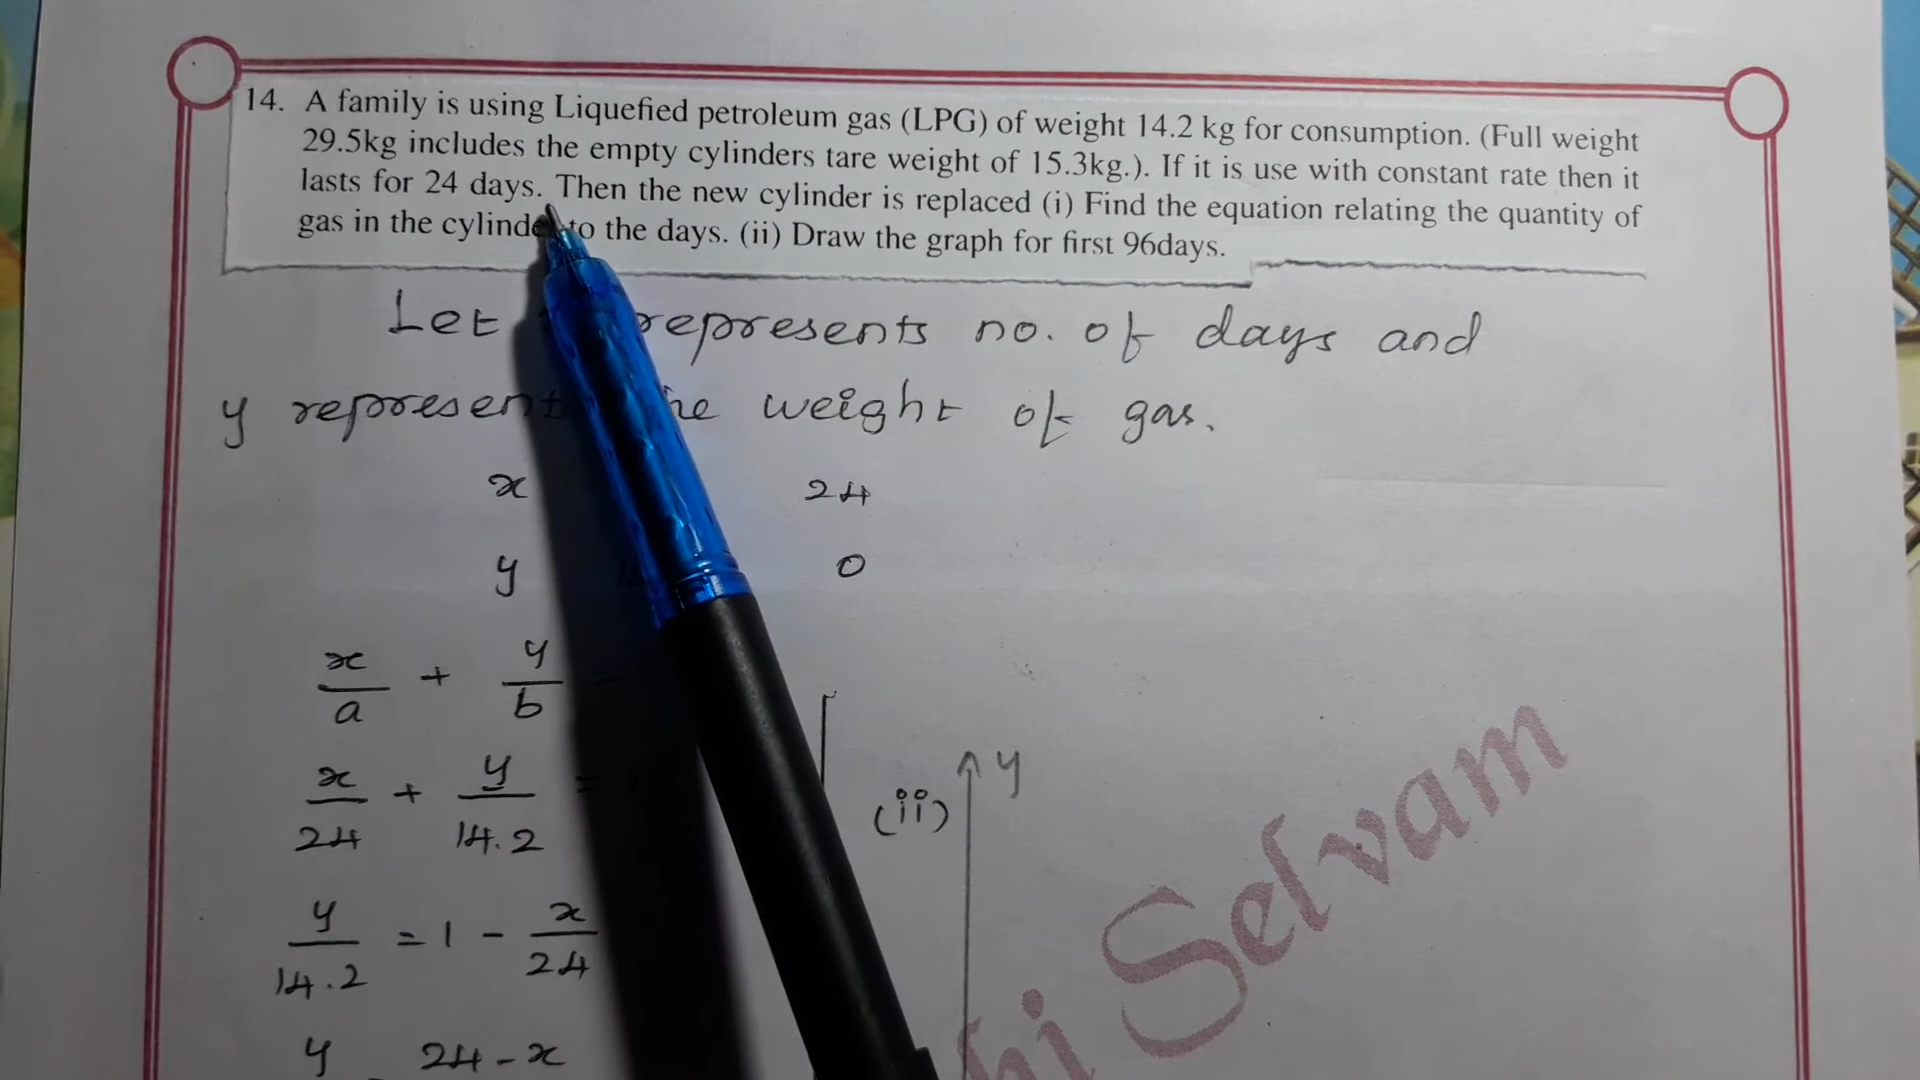 14. A family is using Liquefied petroleum gas (LPG) of weight 14.2 kg for consumption. (Full weight
29.5kg includes the empty cylinders tare weight of 15.3kg.). If it is use with constant rate then it
lasts for 24 days. Then the new cylinder is replaced (i) Find the equation relating the quantity of
gas in the cylinde to the days. (ii) Draw the graph for first 96days.
Let represents no. of days and
y represent he weight of gas.
x 24
y 0
x/a + y/b =
x/24 + y/14.2 =
(ii) y
y/14.2 = 1 - x/24
y 24 - x
hi Selvam